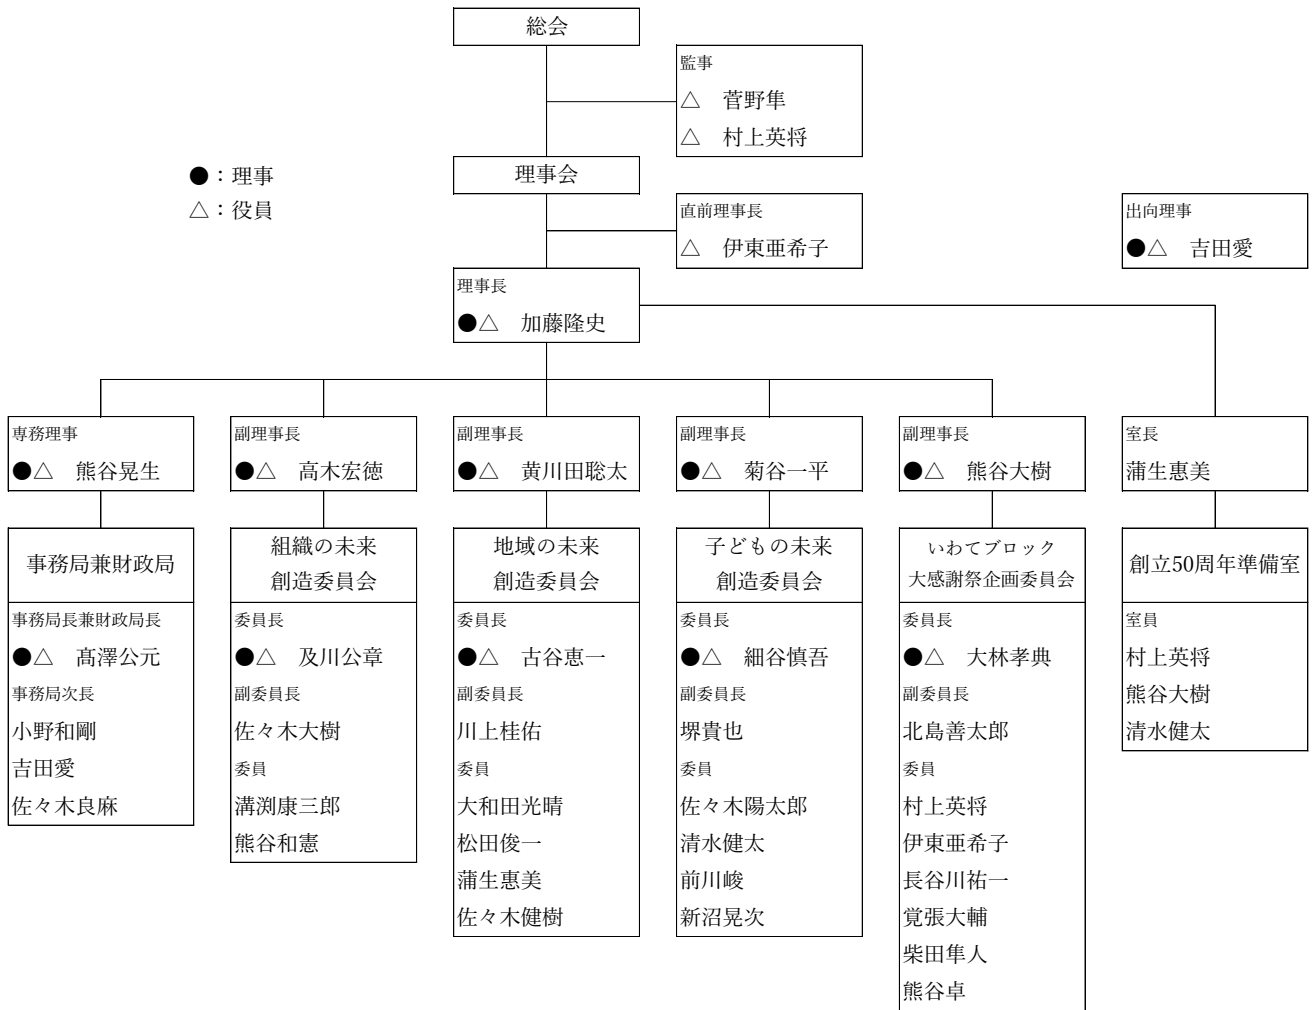 総会
監事
△　菅野隼
△　村上英将
●：理事
△：役員
理事会
直前理事長
△　伊東亜希子
出向理事
●△　吉田愛
理事長
●△　加藤隆史
専務理事
●△　熊谷晃生
副理事長
●△　高木宏徳
副理事長
●△　黄川田聡太
副理事長
●△　菊谷一平
副理事長
●△　熊谷大樹
室長
蒲生惠美
事務局兼財政局
事務局長兼財政局長
●△　髙澤公元
事務局次長
小野和剛
吉田愛
佐々木良麻
組織の未来
創造委員会
委員長
●△　及川公章
副委員長
佐々木大樹
委員
溝渕康三郎
熊谷和憲
地域の未来
創造委員会
委員長
●△　古谷恵一
副委員長
川上桂佑
委員
大和田光晴
松田俊一
蒲生惠美
佐々木健樹
子どもの未来
創造委員会
委員長
●△　細谷慎吾
副委員長
堺貴也
委員
佐々木陽太郎
清水健太
前川峻
新沼晃次
いわてブロック
大感謝祭企画委員会
委員長
●△　大林孝典
副委員長
北島善太郎
委員
村上英将
伊東亜希子
長谷川祐一
覚張大輔
柴田隼人
熊谷卓
創立50周年準備室
室員
村上英将
熊谷大樹
清水健太